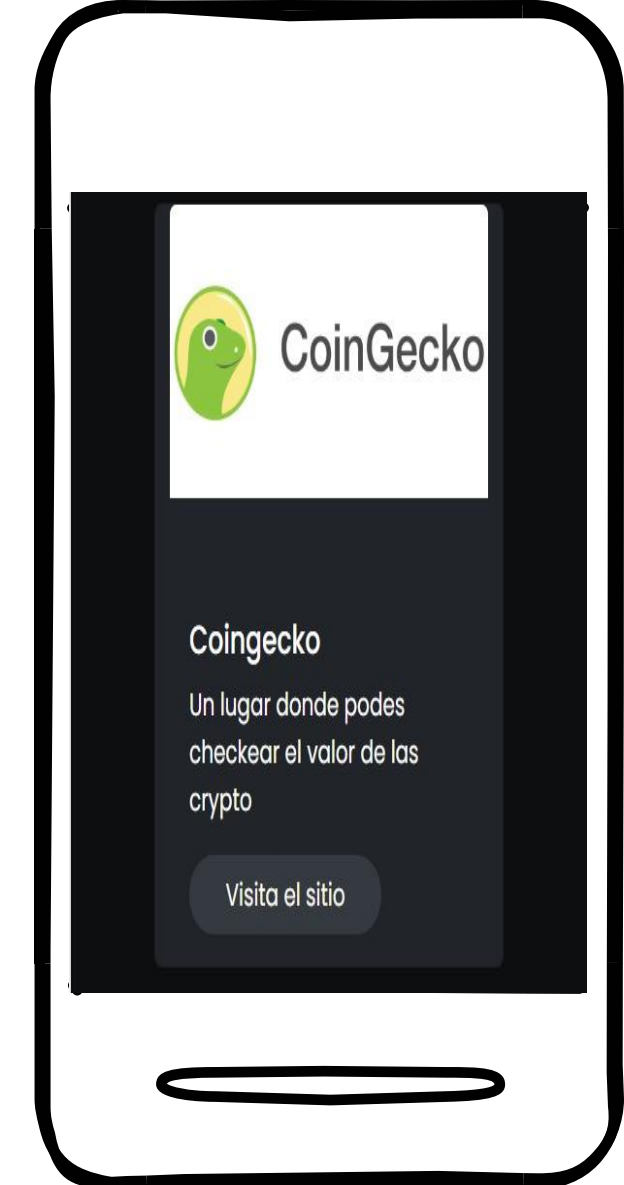 CoinGecko
Coingecko
Un lugar donde podes
checkear el valor de las
crypto
Visita el sitio